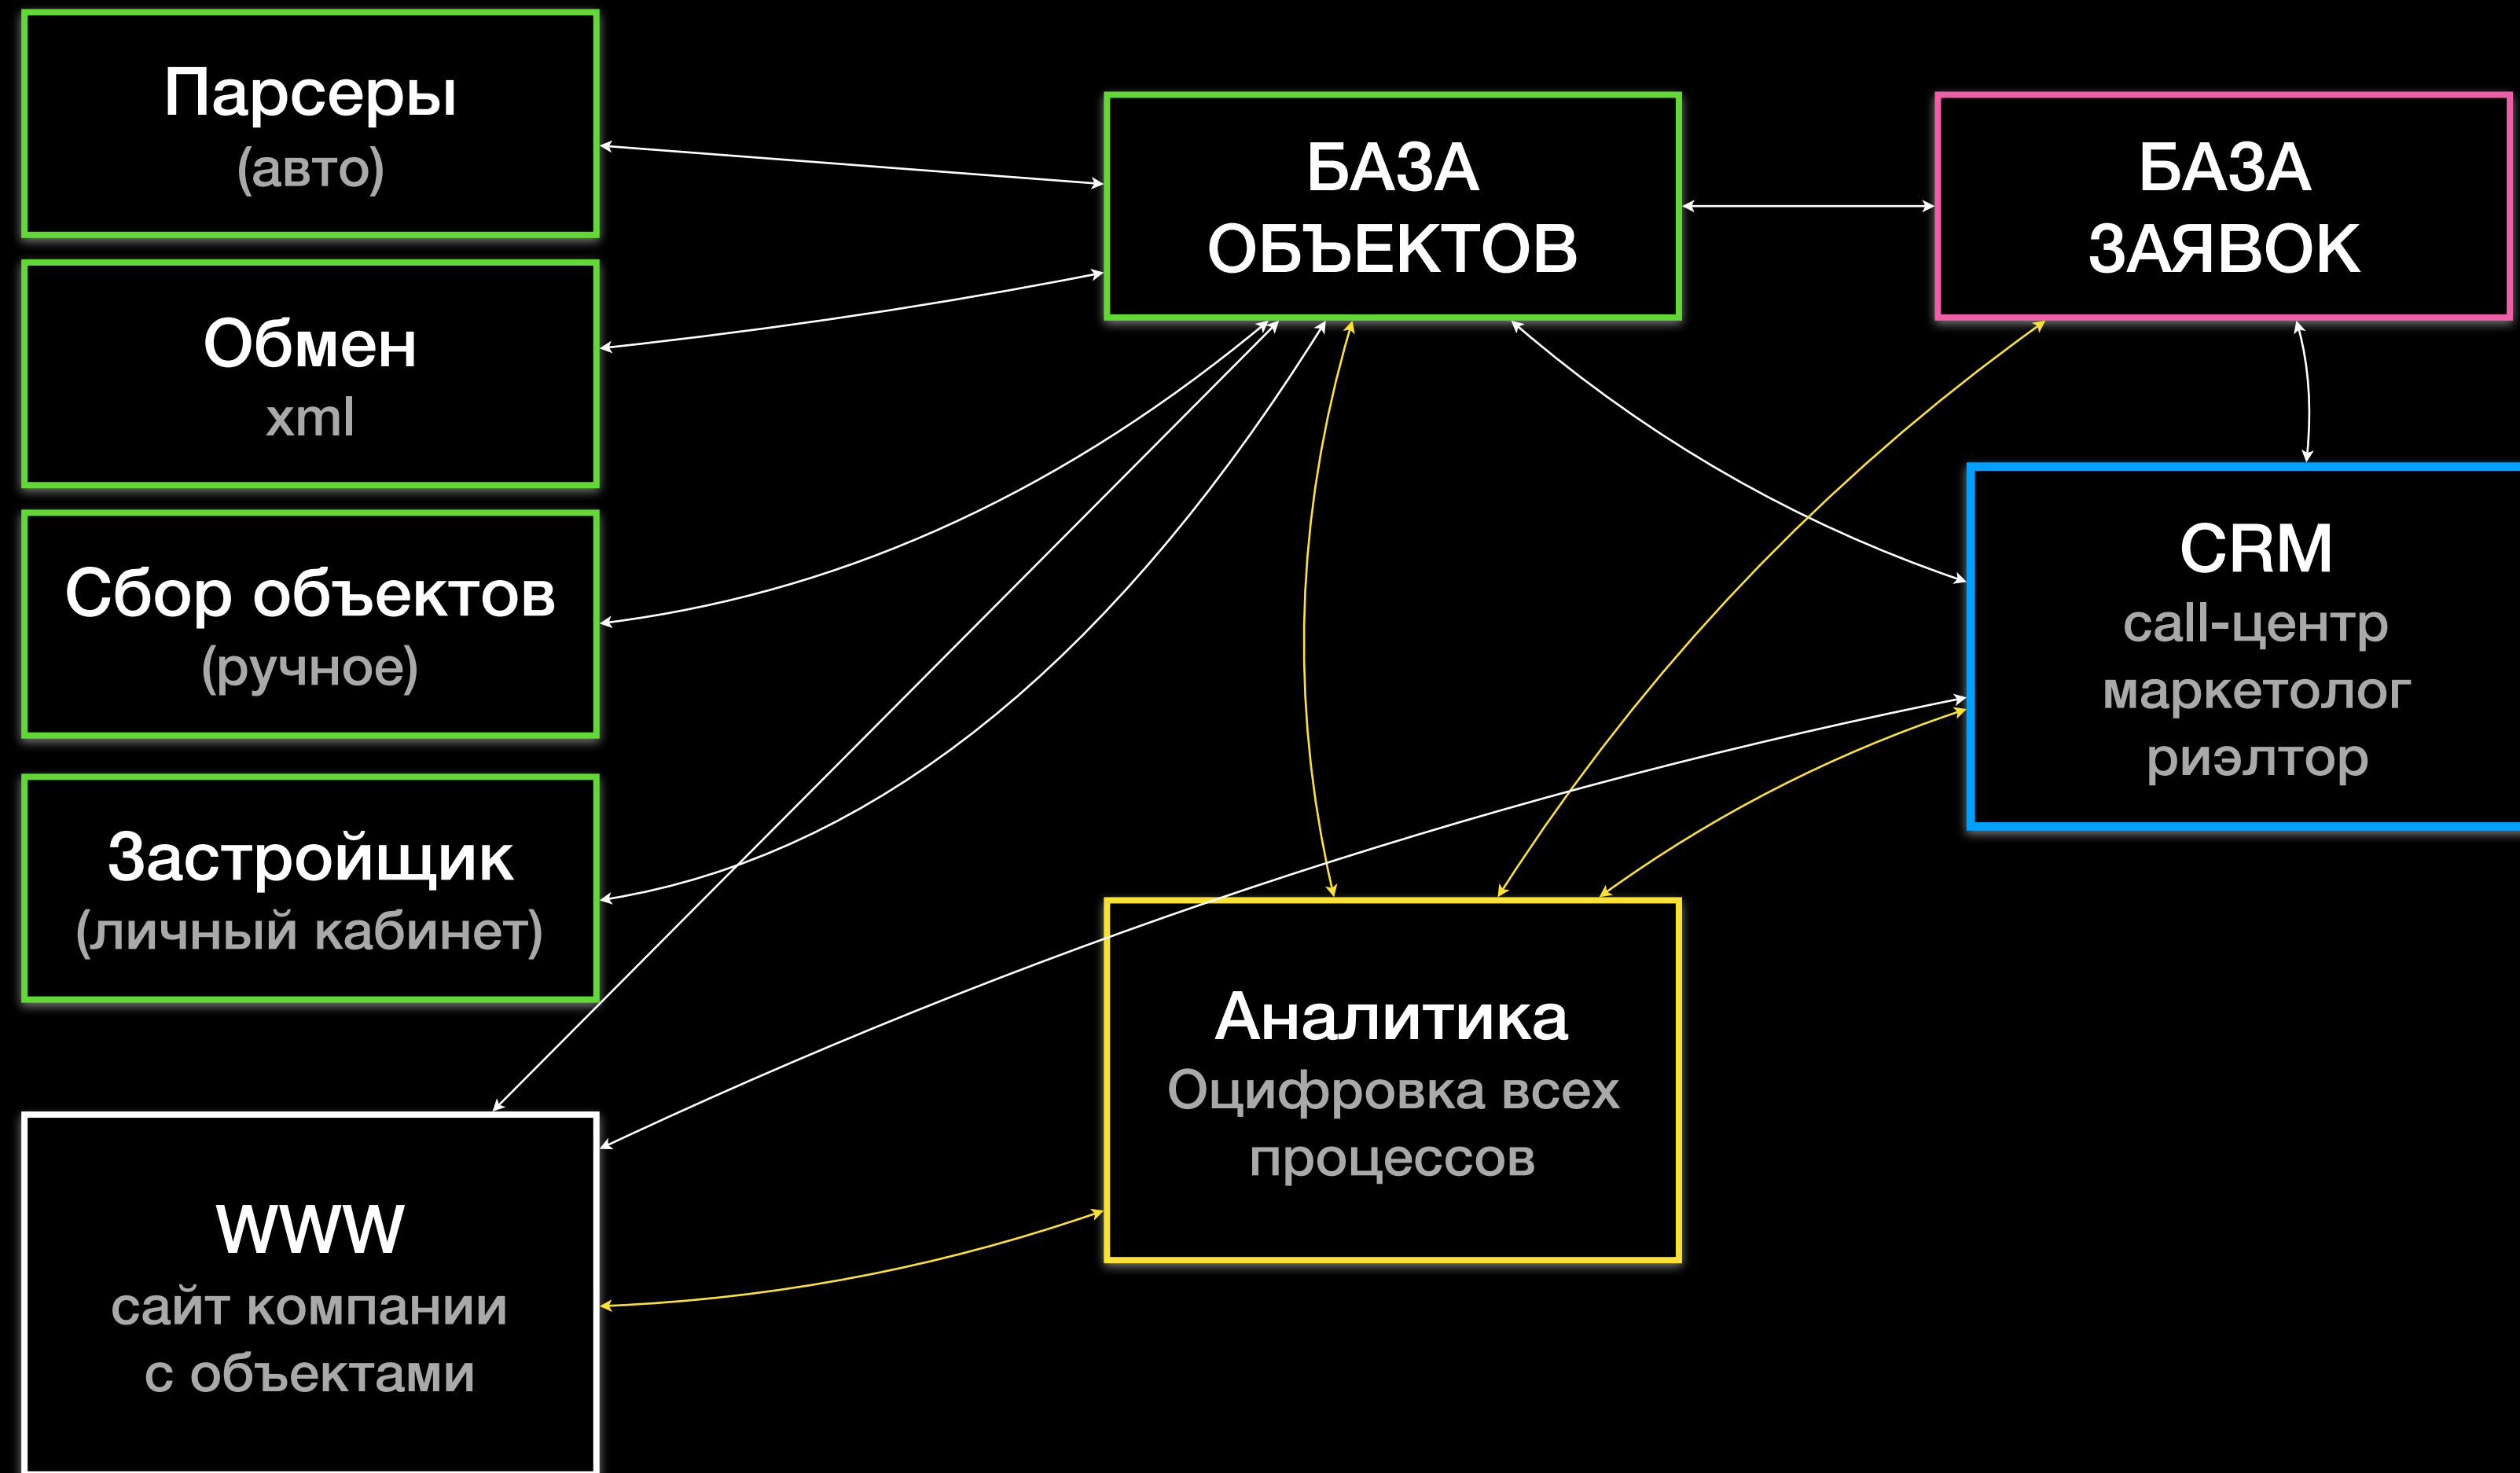 Парсеры
(авто)
Обмен
xml
Сбор объектов
(ручное)
Застройщик
(личный кабинет)
WWW
сайт компании
с объектами
БАЗА
ОБЪЕКТОВ
Аналитика
Оцифровка всех
процессов
БАЗА
ЗАЯВОК
CRM
call-центр
маркетолог
риэлтор